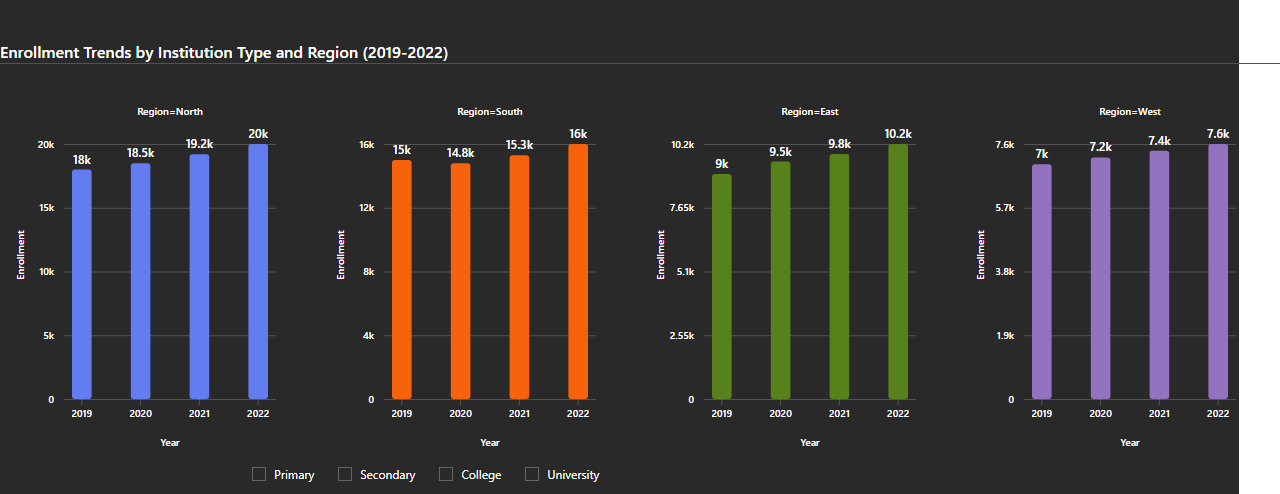 Enrollment Trends by Institution Type and Region (2019-2022)
Region=North
20k
15k
10k
5k
0
Enrollment
18k
18.5k
19.2k
20k
2019
2020
2021
2022
Year
Region=South
16k
12k
8k
4k
0
Enrollment
15k
14.8k
15.3k
16k
2019
2020
2021
2022
Year
Region=East
10.2k
7.65k
5.1k
2.55k
0
Enrollment
9k
9.5k
9.8k
10.2k
2019
2020
2021
2022
Year
Region=West
7.6k
5.7k
3.8k
1.9k
0
Enrollment
7k
7.2k
7.4k
7.6k
2019
2020
2021
2022
Year
Primary Secondary College University